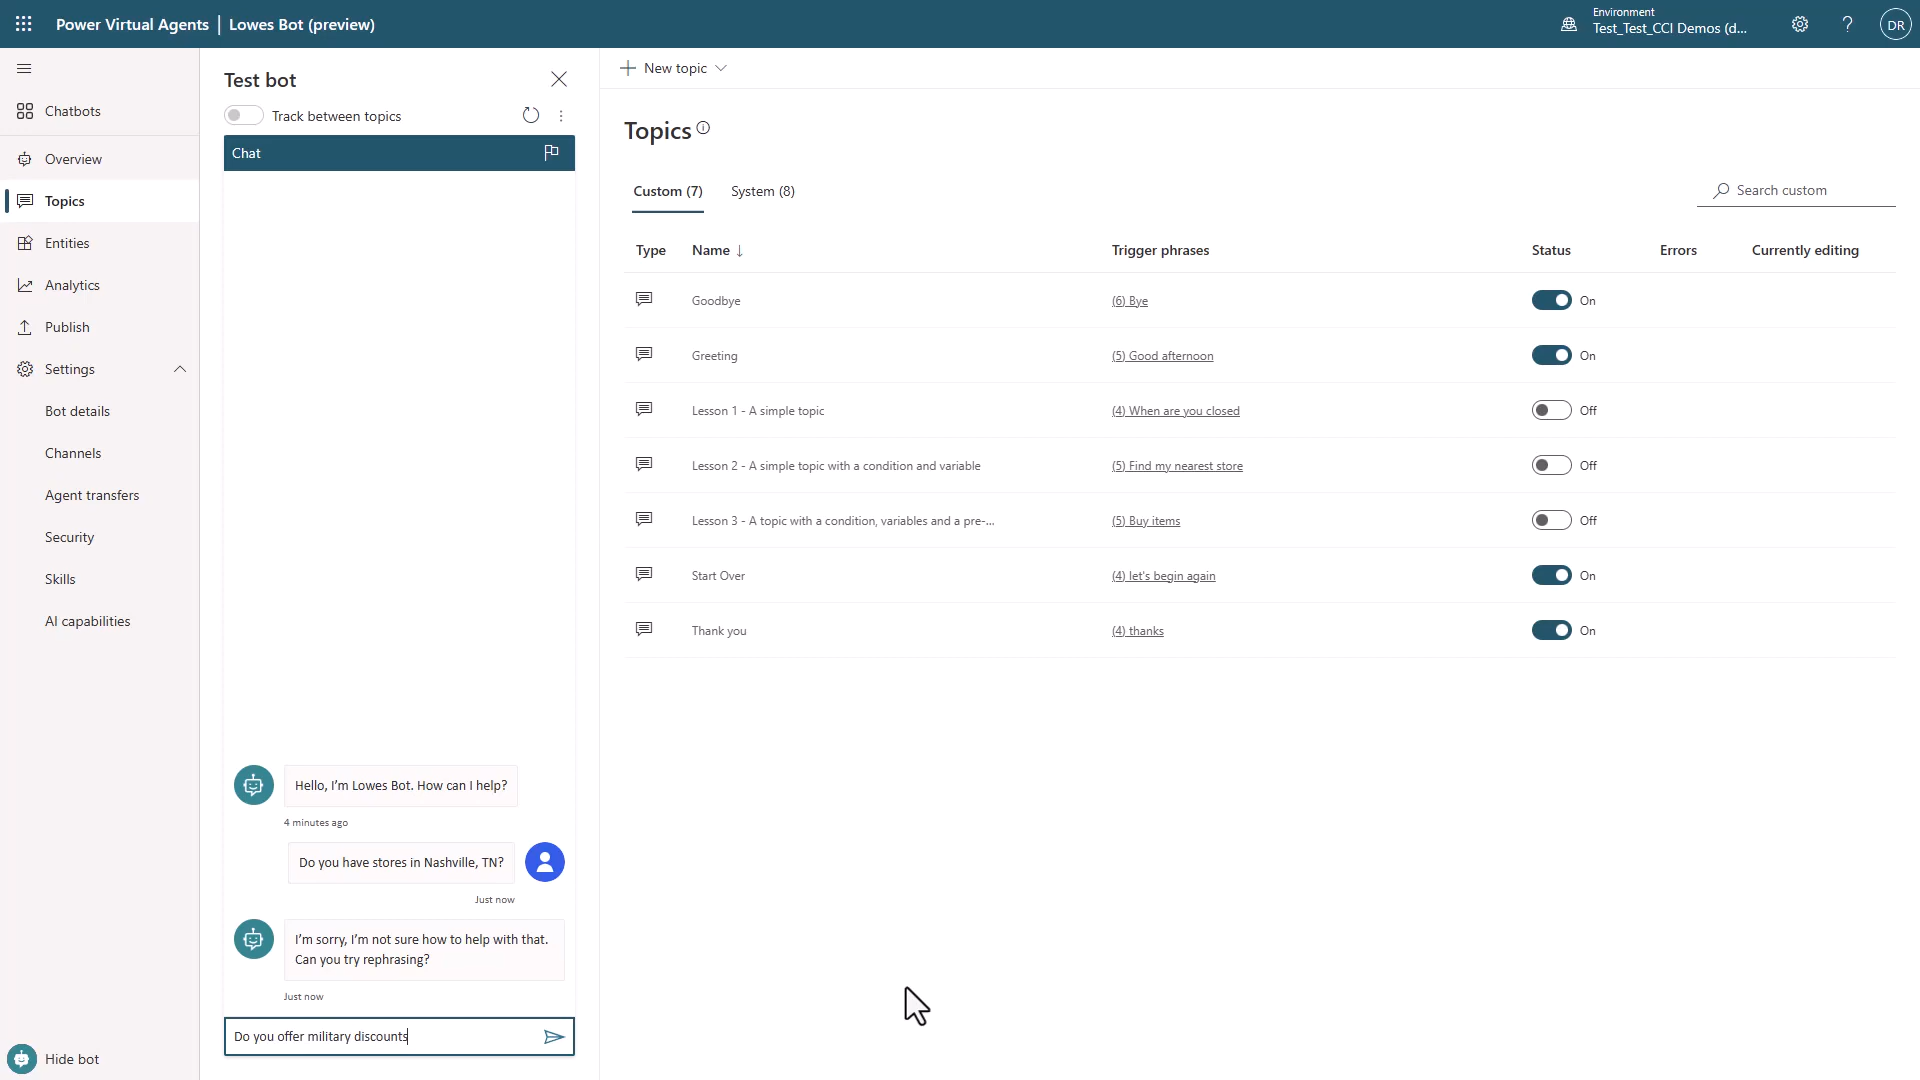 Power Virtual Agents | Lowes Bot (preview)
Environment
Test_Test_CCI Demos (d...
?
DR
Chatbots
Overview
Topics
Entities
Analytics
Publish
Settings
Bot details
Channels
Agent transfers
Security
Skills
AI capabilities
Hide bot
Test bot
Track between topics
Chat
Hello, I’m Lowes Bot. How can I help?
4 minutes ago
Do you have stores in Nashville, TN?
Just now
I’m sorry, I’m not sure how to help with that.
Can you try rephrasing?
Just now
Do you offer military discounts
New topic
Topics
Custom (7)
System (8)
Search custom
Type
Name ↓
Trigger phrases
Status
Errors
Currently editing
Goodbye
(6) Bye
On
Greeting
(5) Good afternoon
On
Lesson 1 - A simple topic
(4) When are you closed
Off
Lesson 2 - A simple topic with a condition and variable
(5) Find my nearest store
Off
Lesson 3 - A topic with a condition, variables and a pre-...
(5) Buy items
Off
Start Over
(4) let's begin again
On
Thank you
(4) thanks
On